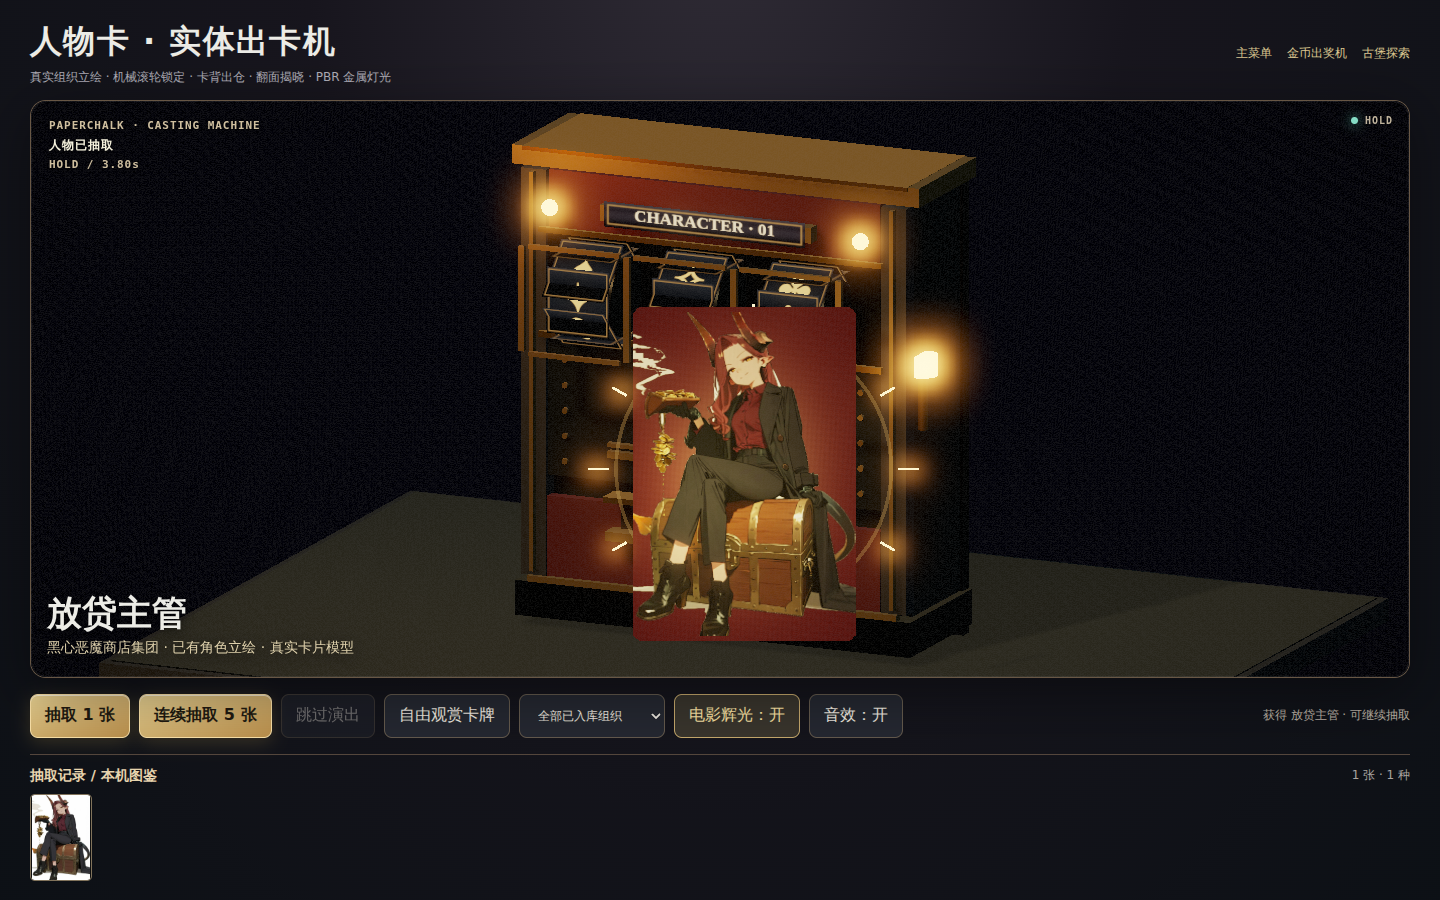 人物卡 · 实体出卡机
真实组织立绘 · 机械滚轮锁定 · 卡背出仓 · 翻面揭晓 · PBR 金属灯光
主菜单 金币出奖机 古堡探索
PAPERCHALK · CASTING MACHINE
人物已抽取
HOLD / 3.80s
HOLD
CHARACTER · 01
放贷主管
黑心恶魔商店集团 · 已有角色立绘 · 真实卡片模型
抽取 1 张 连续抽取 5 张 跳过演出 自由观赏卡牌 全部已入库组织 电影辉光：开 音效：开 获得 放贷主管 · 可继续抽取
抽取记录 / 本机图鉴 1 张 · 1 种